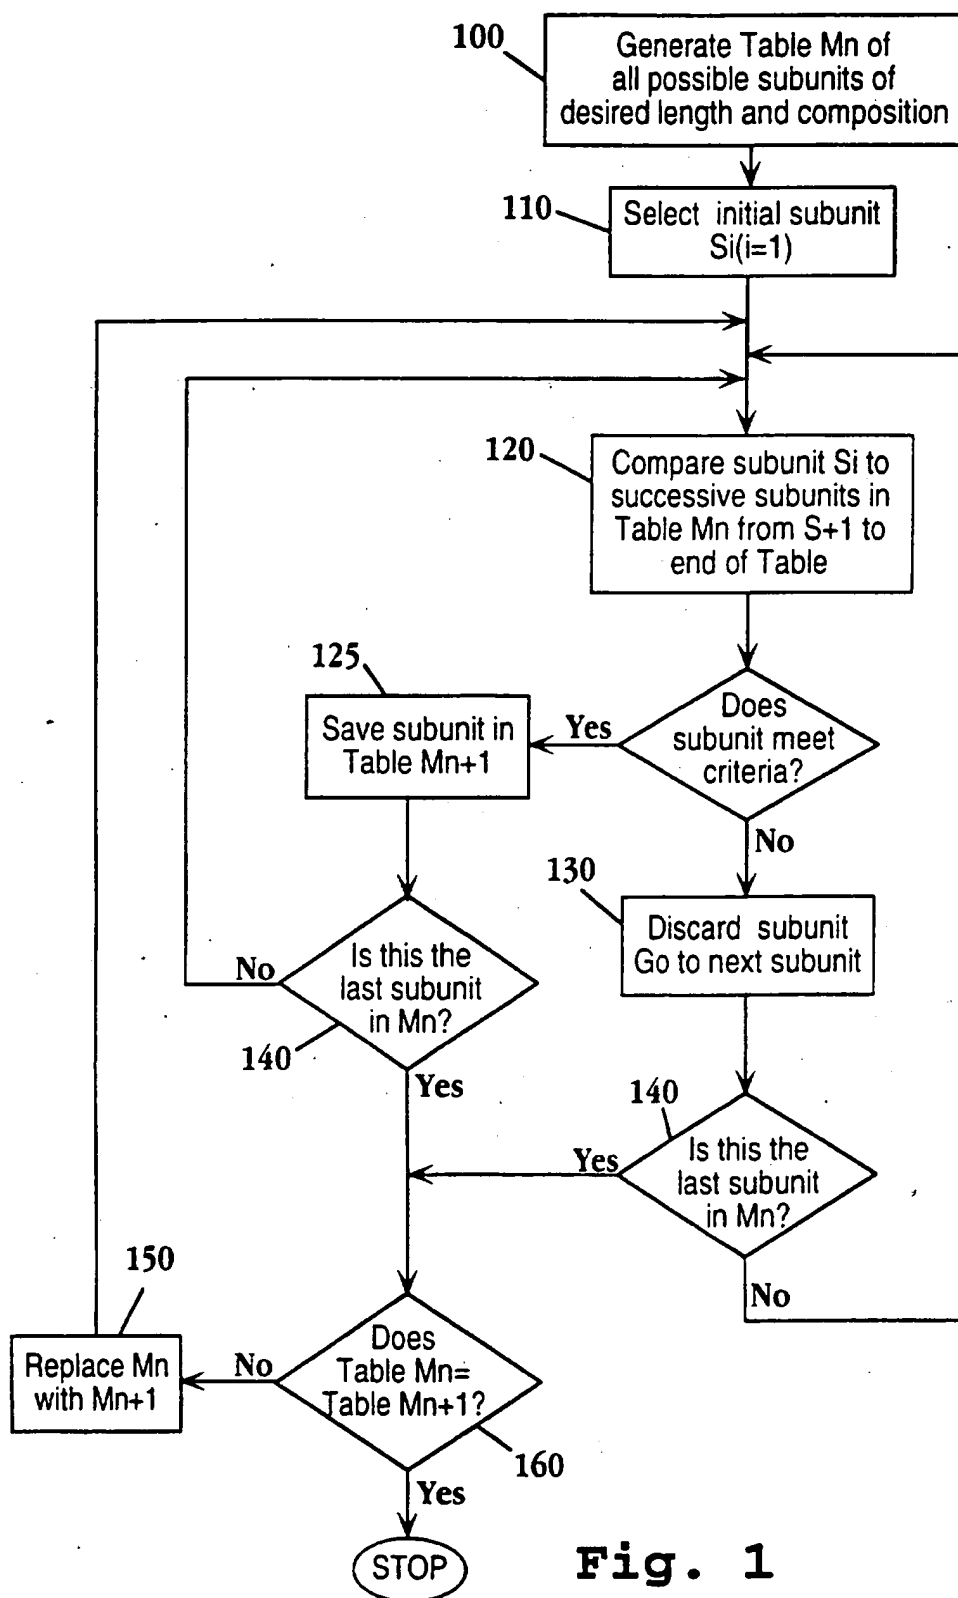 100
Generate Table Mn of
all possible subunits of
desired length and composition
110
Select initial subunit
Si(i=1)
120
Compare subunit Si to
successive subunits in
Table Mn from S+1 to
end of Table
125
Save subunit in
Table Mn+1
Yes
Does
subunit meet
criteria?
No
130
Discard subunit
Go to next subunit
No
Is this the
last subunit
in Mn?
140
Yes
140
Yes
Is this the
last subunit
in Mn?
No
150
Replace Mn
with Mn+1
No
Does
Table Mn=
Table Mn+1?
160
Yes
STOP
Fig. 1